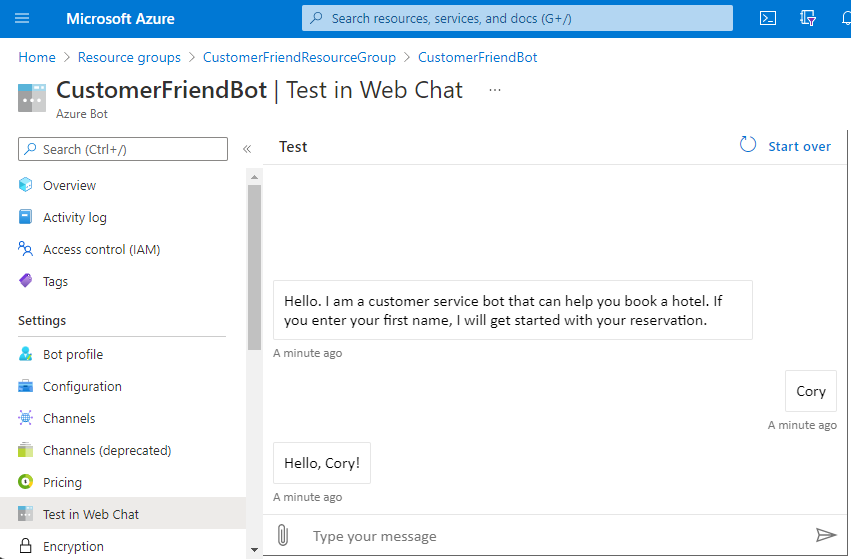 Microsoft Azure
Search resources, services, and docs (G+/)
Home > Resource groups > CustomerFriendResourceGroup > CustomerFriendBot
CustomerFriendBot | Test in Web Chat ...
Azure Bot
Search (Ctrl+/)
«
Overview
Activity log
Access control (IAM)
Tags
Settings
Bot profile
Configuration
Channels
Channels (deprecated)
Pricing
Test in Web Chat
Encryption
Test
Start over
Hello. I am a customer service bot that can help you book a hotel. If
you enter your first name, I will get started with your reservation.
A minute ago
Cory
A minute ago
Hello, Cory!
A minute ago
Type your message